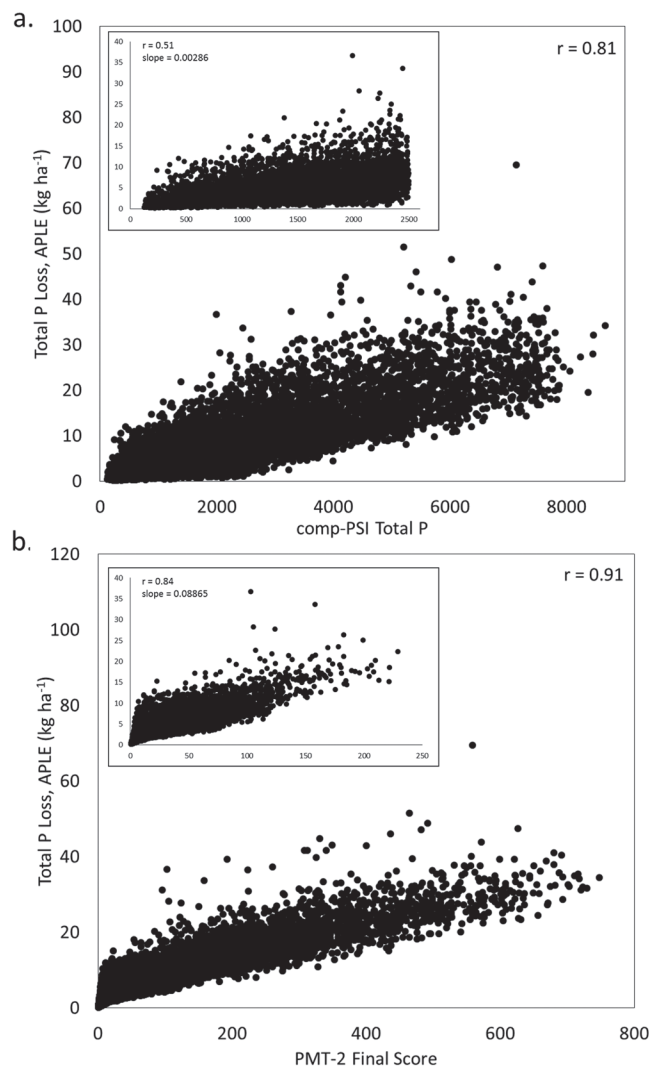 a.
100
90
80
70
60
50
40
30
20
10
0
Total P Loss, APLE (kg ha⁻¹)
r = 0.81
r = 0.51
slope = 0.00286
40
35
30
25
20
15
10
5
0
0 500 1000 1500 2000 2500
0 2000 4000 6000 8000
comp-PSI Total P
b.
120
100
80
60
40
20
0
Total P Loss, APLE (kg ha⁻¹)
r = 0.91
r = 0.84
slope = 0.08865
40
35
30
25
20
15
10
5
0
0 50 100 150 200 250
0 200 400 600 800
PMT-2 Final Score